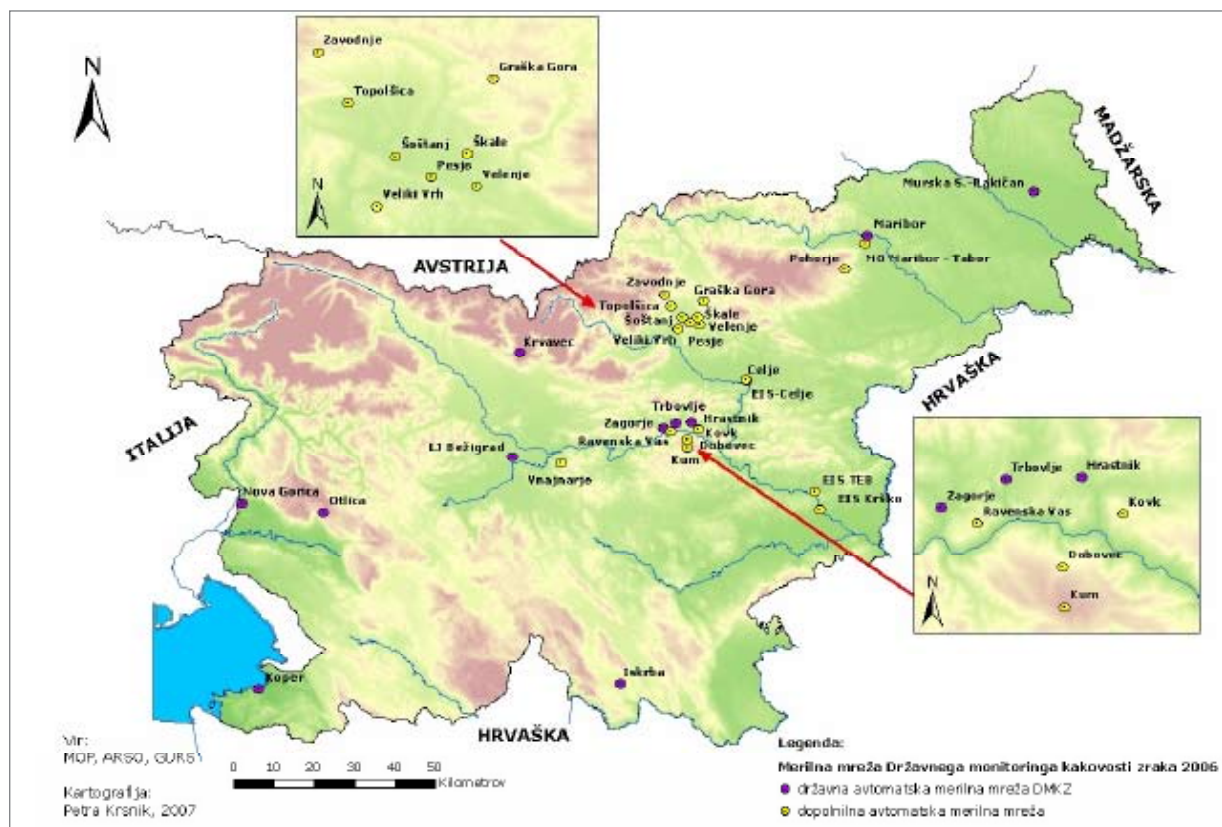 Zavodnje
Graška Gora
Topolšica
Šoštanj
Škale
Pesje
Velenje
Veliki Vrh
N
N
MADŽARSKA
Murska S.-Rakičan
Maribor
MO Maribor - Tabor
Pohorje
AVSTRIJA
Zavodnje
Graška Gora
Topolšica
Škale
Šoštanj
Velenje
Veliki Vrh
Pesje
Krvavec
Celje
EIS-Celje
HRVAŠKA
ITALIJA
Trbovlje
Hrastnik
Zagorje
Kovk
Ravenska Vas
Dobovec
Kum
LJ Bežigrad
Vnajnarje
EIS TEB
EIS Krško
Nova Gorica
Otlica
Trbovlje
Hrastnik
Zagorje
Kovk
Ravenska Vas
Dobovec
Kum
N
Iskrba
Koper
HRVAŠKA
Vir:
MOP, ARSO, GURS
Kartografija:
Petra Krsnik, 2007
0 10 20 30 40 50
Kilometrov
Legenda:
Merilna mreža Državnega monitoringa kakovosti zraka 2006
državna avtomatska merilna mreža DMKZ
dopolnilna avtomatska merilna mreža